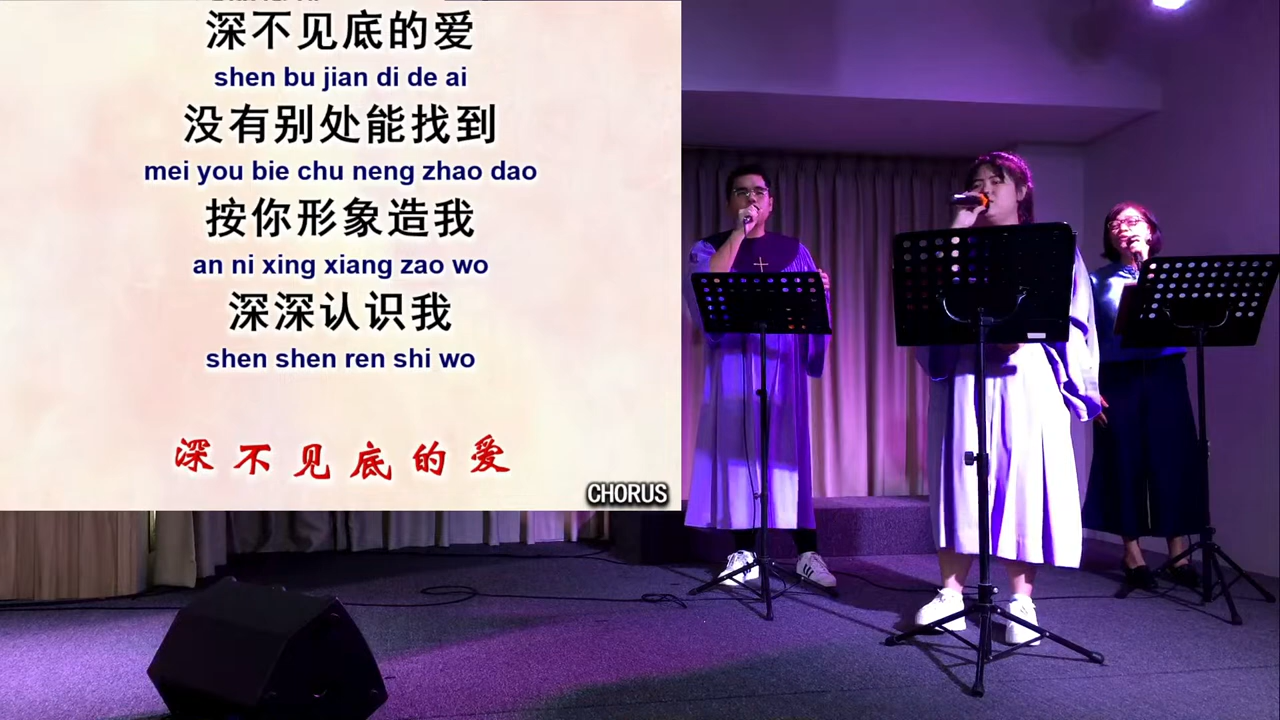 深不见底的爱
shen bu jian di de ai
没有别处能找到
mei you bie chu neng zhao dao
按你形象造我
an ni xing xiang zao wo
深深认识我
shen shen ren shi wo
深不见底的爱
CHORUS